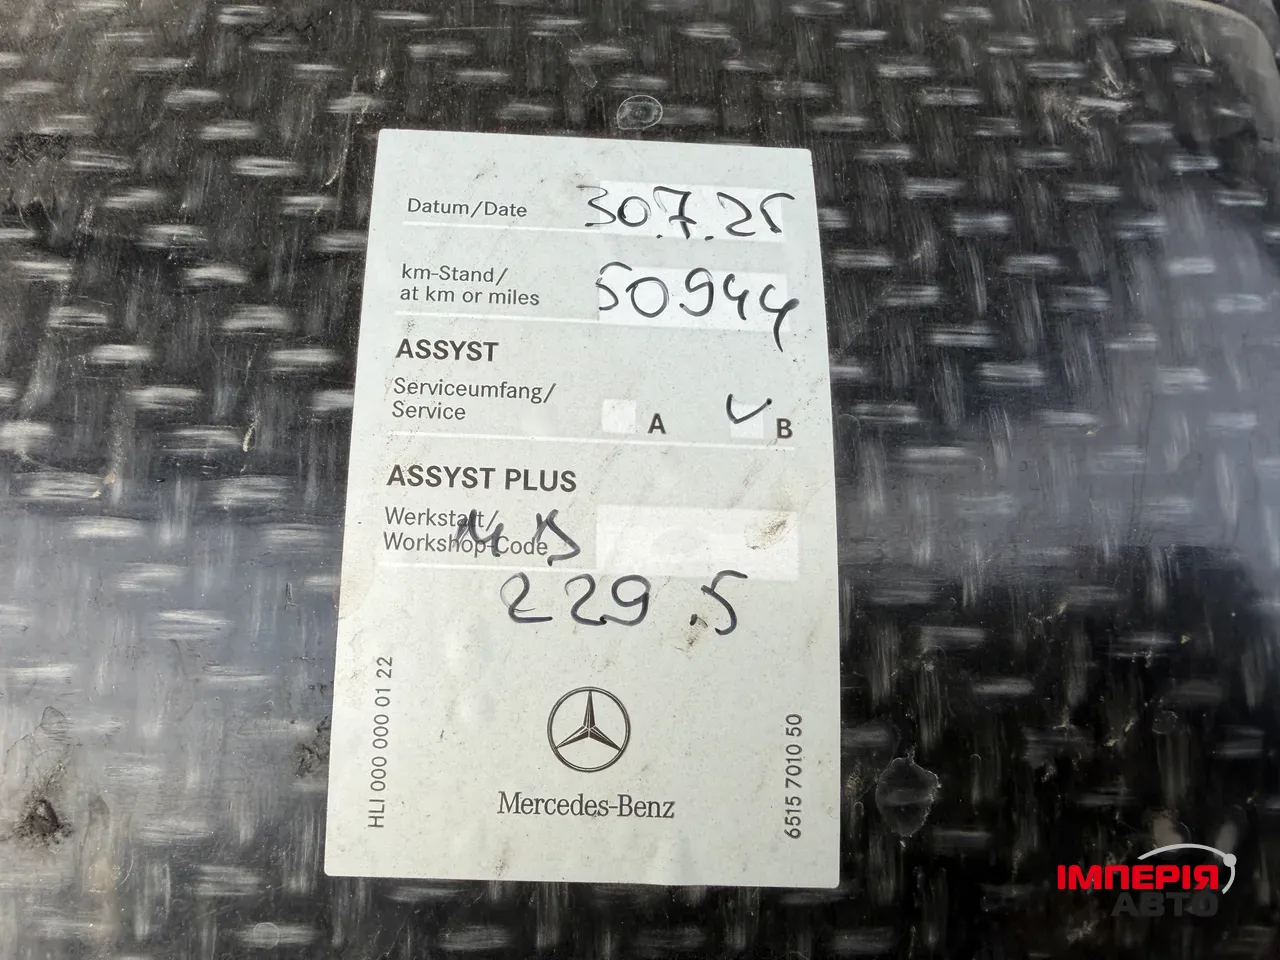 Datum/Date 30.7.25
km-Stand/
at km or miles 50944
ASSYST
Serviceumfang/
Service A B
ASSYST PLUS
Werkstatt/
Workshop-Code
MB
229.5
HLI 000 000 01 22
6515 7010 50
Mercedes-Benz
ІМПЕРІЯ
АВТО